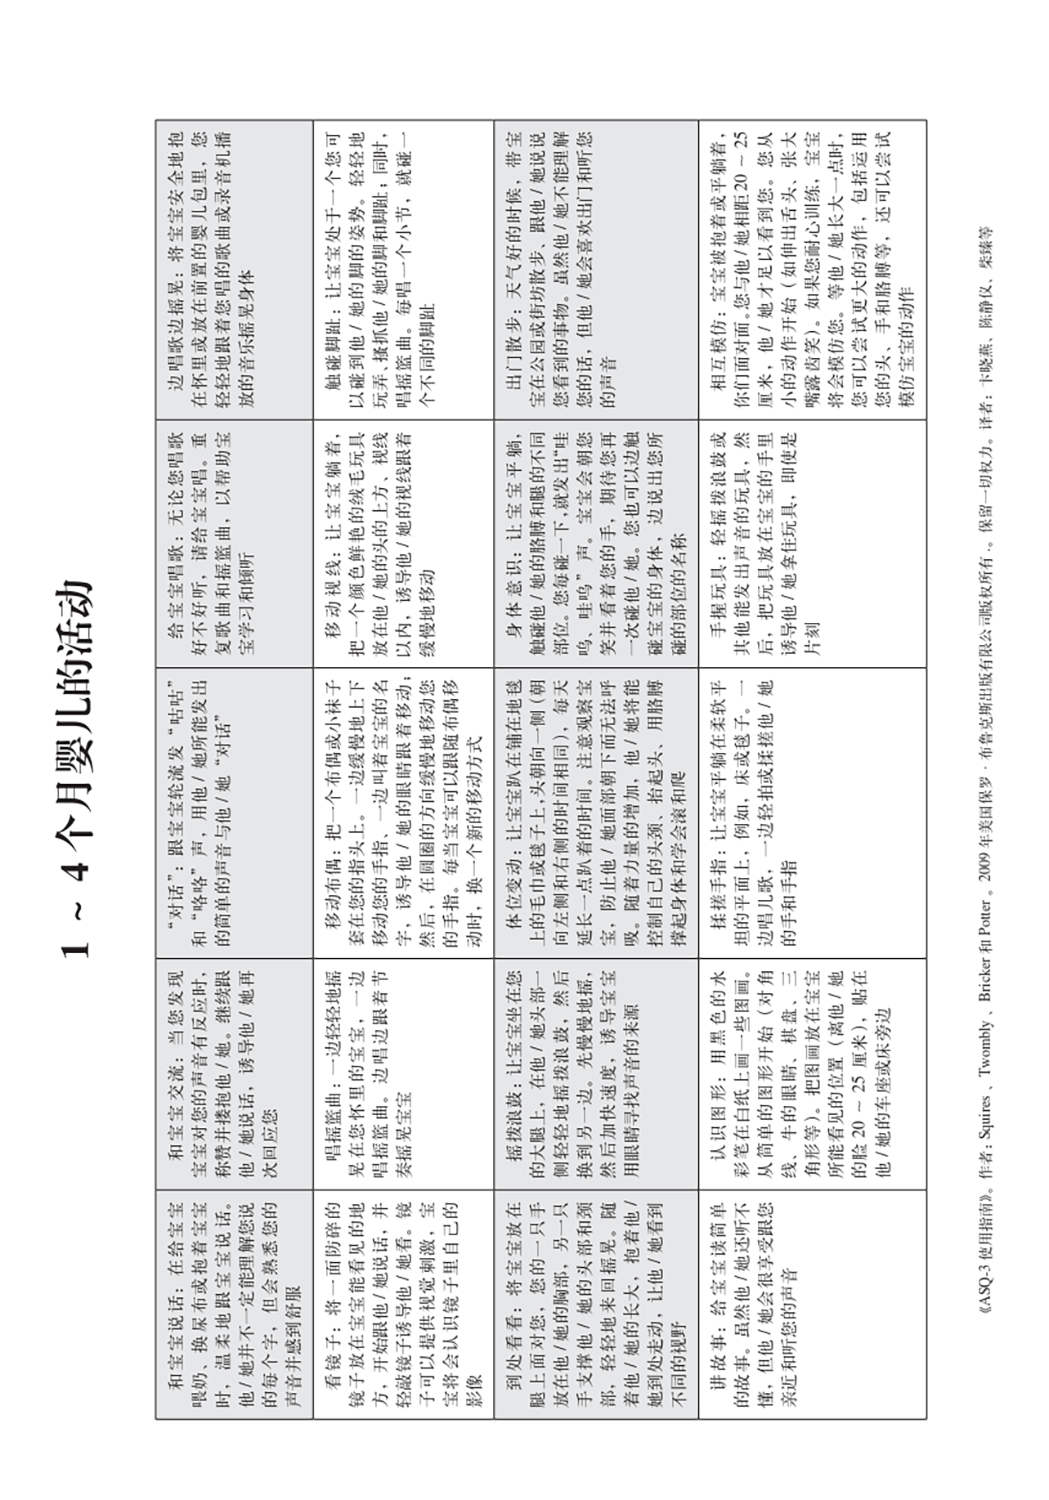 1 ~ 4 个月婴儿的活动
和宝宝说话：在给宝宝
喂奶、换尿布或抱着宝宝
时，温柔地跟宝宝说话。
他 / 她并不一定能理解您说
的每个字，但会熟悉您的
声音并感到舒服
和宝宝交流：当您发现
宝宝对您的声音有反应时，
称赞并搂抱他 / 她。继续跟
他 / 她说话，诱导他 / 她再
次回应您
“对话”：跟宝宝轮流发“咕咕”
和“咯咯”声，用他 / 她所能发出
的简单的声音与他 / 她“对话”
给宝宝唱歌：无论您唱歌
好不好听，请给宝宝唱。重
复歌曲和摇篮曲，以帮助宝
宝学习和倾听
边唱歌边摇晃：将宝宝安全地抱
在怀里或放在前置的婴儿包里，您
轻轻地跟着您唱的歌曲或录音机播
放的音乐摇晃身体
看镜子：将一面防碎的
镜子放在宝宝能看见的地
方，开始跟他 / 她说话，并
轻敲镜子诱导他 / 她看。镜
子可以提供视觉刺激，宝
宝将会认识镜子里自己的
影像
唱摇篮曲：一边轻轻地摇
晃在您怀里的宝宝，一边
唱摇篮曲。边唱边跟着节
奏摇晃宝宝
移动布偶：把一个布偶或小袜子
套在您的指头上。一边缓慢地上下
移动您的手指、一边叫着宝宝的名
字，诱导他 / 她的眼睛跟着移动；
然后，在圆圈的方向缓慢地移动您
的手指。每当宝宝可以跟随布偶移
动时，换一个新的移动方式
移动视线：让宝宝躺着，
把一个颜色鲜艳的绒毛玩具
放在他 / 她的头的上方、视线
以内，诱导他 / 她的视线跟着
缓慢地移动
触碰脚趾：让宝宝处于一个您可
以碰到他 / 她的脚的姿势。轻轻地
玩弄、搔抓他 / 她的脚和脚趾；同时，
唱摇篮曲。每唱一个小节，就碰一
个不同的脚趾
到处看看：将宝宝放在
腿上面对您，您的一只手
放在他 / 她的胸部，另一只
手支撑他 / 她的头部和颈
部，轻轻地来回摇晃。随
着他 / 她的长大，抱着他 /
她到处走动，让他 / 她看到
不同的视野
摇拨浪鼓：让宝宝坐在您
的大腿上，在他 / 她头部一
侧轻轻地摇拨浪鼓，然后
换到另一边。先慢慢地摇，
然后加快速度，诱导宝宝
用眼睛寻找声音的来源
体位变动：让宝宝趴在铺在地毯
上的毛巾或毯子上，头朝向一侧（朝
向左侧和右侧的时间相同），每天
延长一点趴着的时间。注意观察宝
宝，防止他 / 她面部朝下而无法呼
吸。随着力量的增加，他 / 她将能
控制自己的头颈、抬起头、用胳膊
撑起身体和学会滚和爬
身体意识：让宝宝平躺，
触碰他 / 她的胳膊和腿的不同
部位。您每碰一下，就发出“哇
呜、哇呜”声。宝宝会朝您
笑并看着您的手，期待您再
一次碰他 / 她。您也可以边触
碰宝宝的身体，边说出您所
碰的部位的名称
出门散步：天气好的时候，带宝
宝在公园或街坊散步、跟他 / 她说说
您看到的事物。虽然他 / 她不能理解
您的话，但他 / 她会喜欢出门和听您
的声音
讲故事：给宝宝读简单
的故事。虽然他 / 她还听不
懂，但他 / 她会很享受跟您
亲近和听您的声音
认识图形：用黑色的水
彩笔在白纸上画一些图画。
从简单的图形开始（对角
线、牛的眼睛、棋盘、三
角形等）。把图画放在宝宝
所能看见的位置（离他 / 她
的脸 20 ~ 25 厘米），贴在
他 / 她的车座或床旁边
揉搓手指：让宝宝平躺在柔软平
坦的平面上，例如，床或毯子。一
边唱儿歌，一边轻拍或揉搓他 / 她
的手和手指
手握玩具：轻摇拨浪鼓或
其他能发出声音的玩具，然
后，把玩具放在宝宝的手里
诱导他 / 她拿住玩具，即使是
片刻
相互模仿：宝宝被抱着或平躺着，
你们面对面。您与他 / 她相距 20 ~ 25
厘米，他 / 她才足以看到您。您从
小的动作开始（如伸出舌头、张大
嘴露齿笑）。如果您耐心训练，宝宝
将会模仿您。等他 / 她长大一点时，
您可以尝试更大的动作，包括运用
您的头、手和胳膊等，还可以尝试
模仿宝宝的动作
《ASQ-3 使用指南》。作者：Squires 、Twombly 、Bricker 和 Potter 。2009 年美国保罗 · 布鲁克斯出版有限公司版权所有 .。保留一切权力。译者：卞晓燕、陈静仪、柴臻等